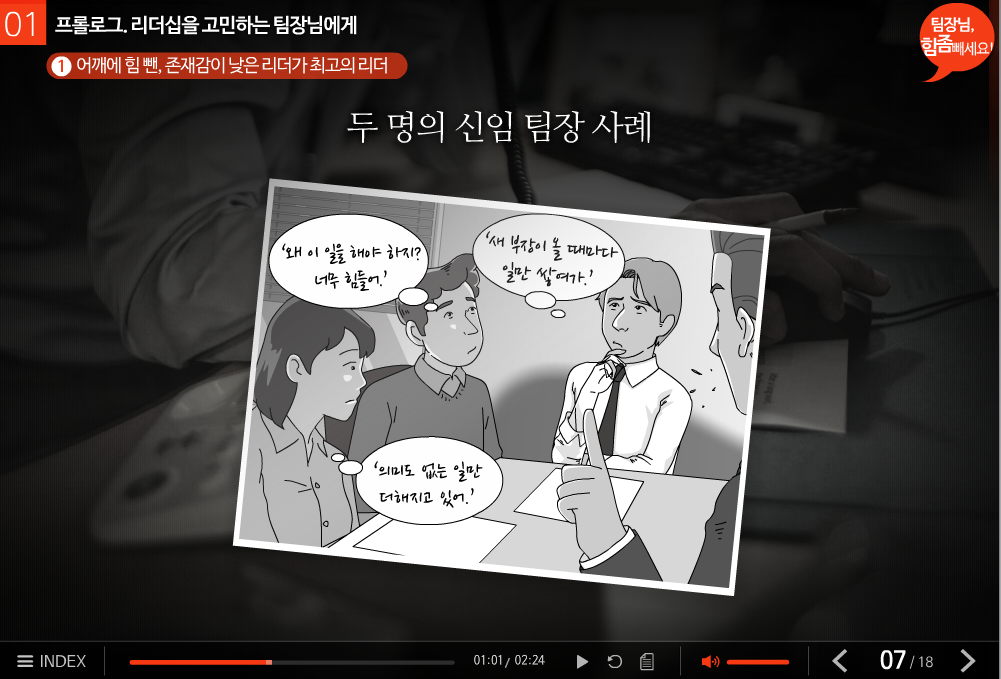 01
프롤로그. 리더십을 고민하는 팀장님에게
팀장님,
힘좀빼세요!
1 어깨에 힘 뺀, 존재감이 낮은 리더가 최고의 리더
두 명의 신임 팀장 사례
'왜 이 일을 해야 하지?
너무 힘들어.'
'새 부장이 올 때마다
일만 쌓여가.'
'의미도 없는 일만
더해지고 있어.'
INDEX
01:01 / 02:24
07 / 18